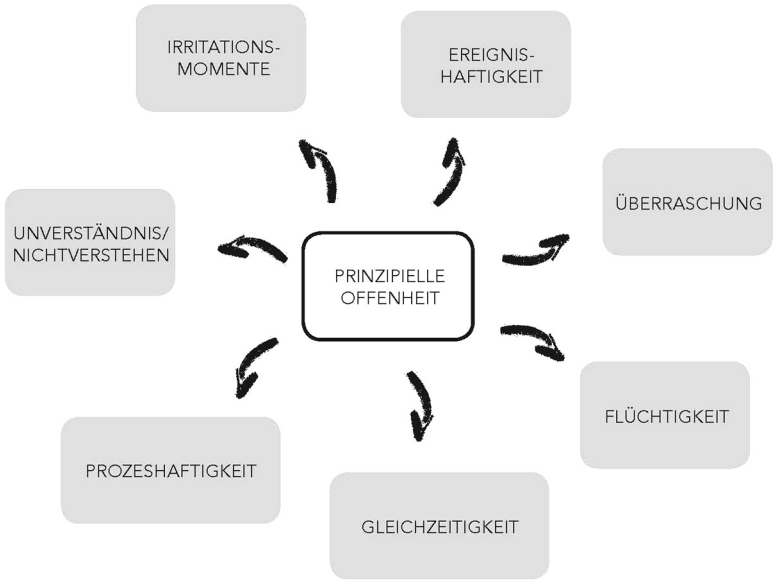 IRRITATIONS-
MOMENTE
EREIGNIS-
HAFTIGKEIT
ÜBERRASCHUNG
UNVERSTÄNDNIS/
NICHTVERSTEHEN
PRINZIPIELLE
OFFENHEIT
FLÜCHTIGKEIT
PROZESHAFTIGKEIT
GLEICHZEITIGKEIT